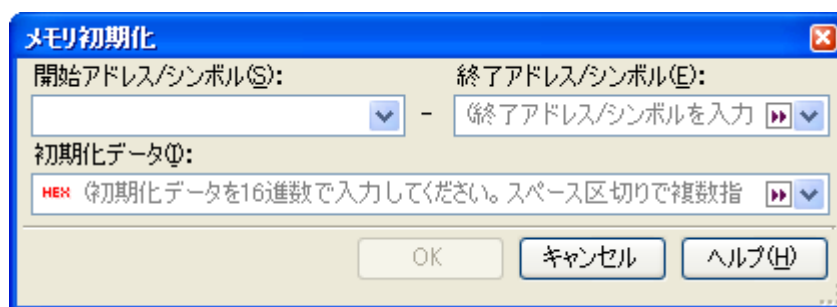 メモリ初期化
開始アドレス/シンボル(S): 終了アドレス/シンボル(E):
- (終了アドレス/シンボルを入力
初期化データ(I):
HEX (初期化データを16進数で入力してください。スペース区切りで複数指
OK キャンセル ヘルプ(H)